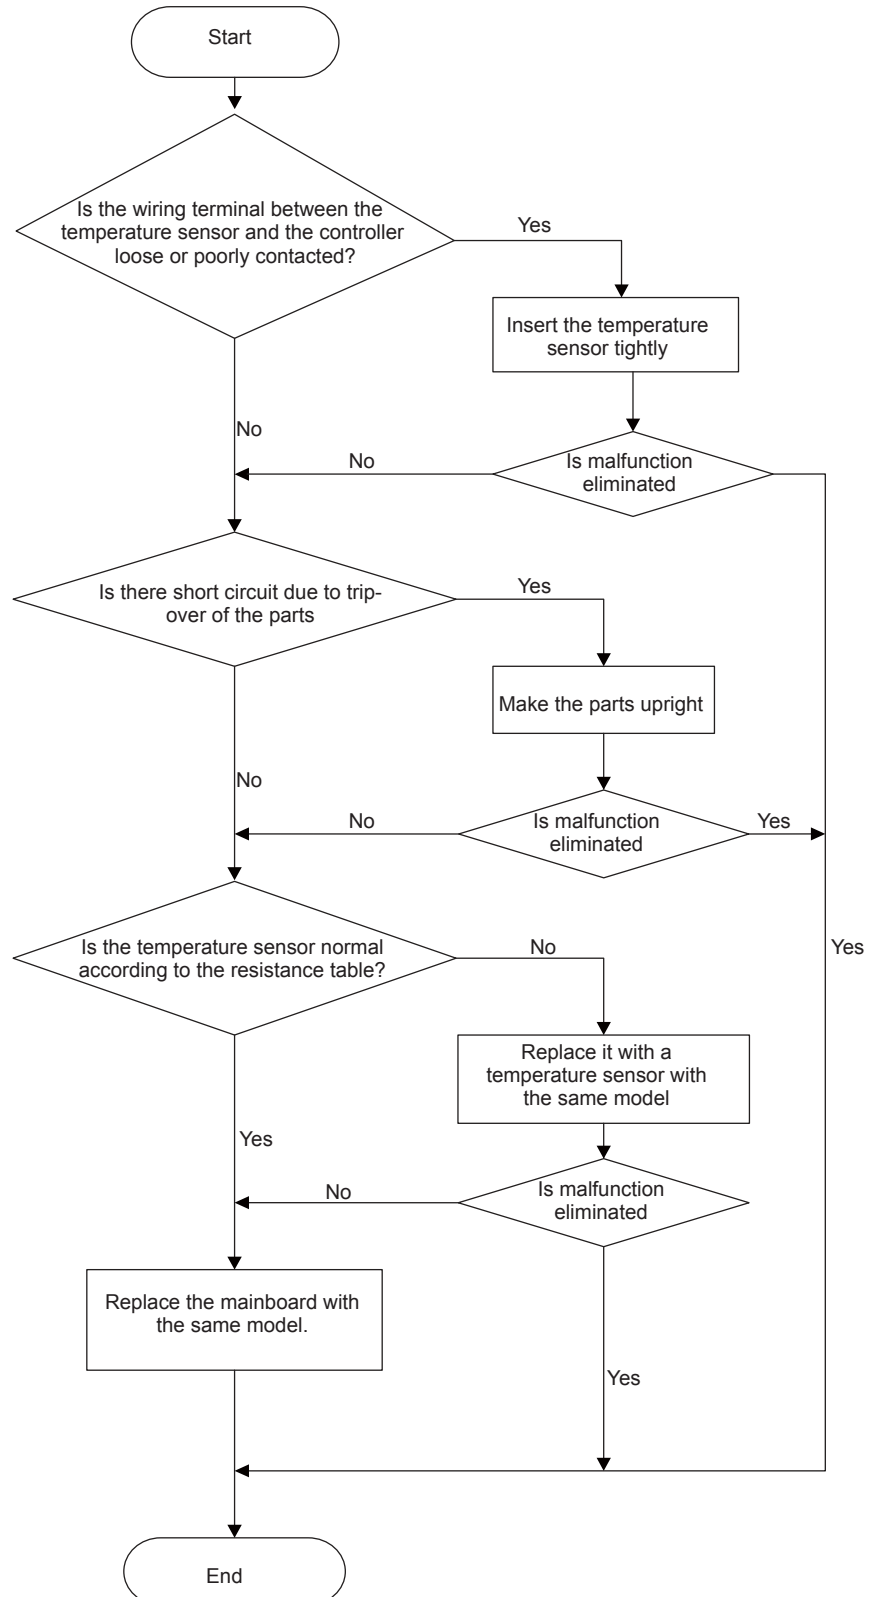 Start
Is the wiring terminal between the
temperature sensor and the controller
loose or poorly contacted?
Yes
Insert the temperature
sensor tightly
No
No
Is malfunction
eliminated
Is there short circuit due to trip-
over of the parts
Yes
Make the parts upright
No
No
Is malfunction
eliminated
Yes
Is the temperature sensor normal
according to the resistance table?
No
Yes
Replace it with a
temperature sensor with
the same model
Yes
No
Is malfunction
eliminated
Replace the mainboard with
the same model.
Yes
End